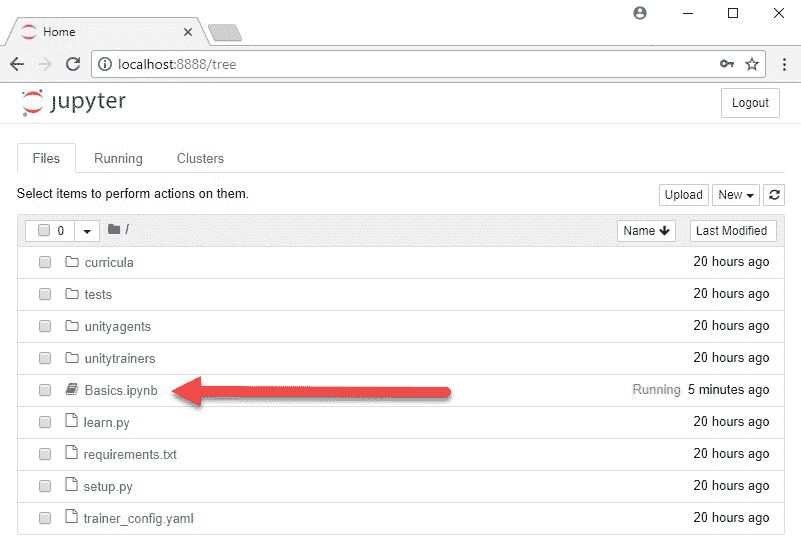 Home
localhost:8888/tree
jupyter
Logout
Files Running Clusters
Select items to perform actions on them.
Upload New
0 / Name Last Modified
curricula 20 hours ago
tests 20 hours ago
unityagents 20 hours ago
unitytrainers 20 hours ago
Basics.ipynb Running 5 minutes ago
learn.py 20 hours ago
requirements.txt 20 hours ago
setup.py 20 hours ago
trainer_config.yaml 20 hours ago